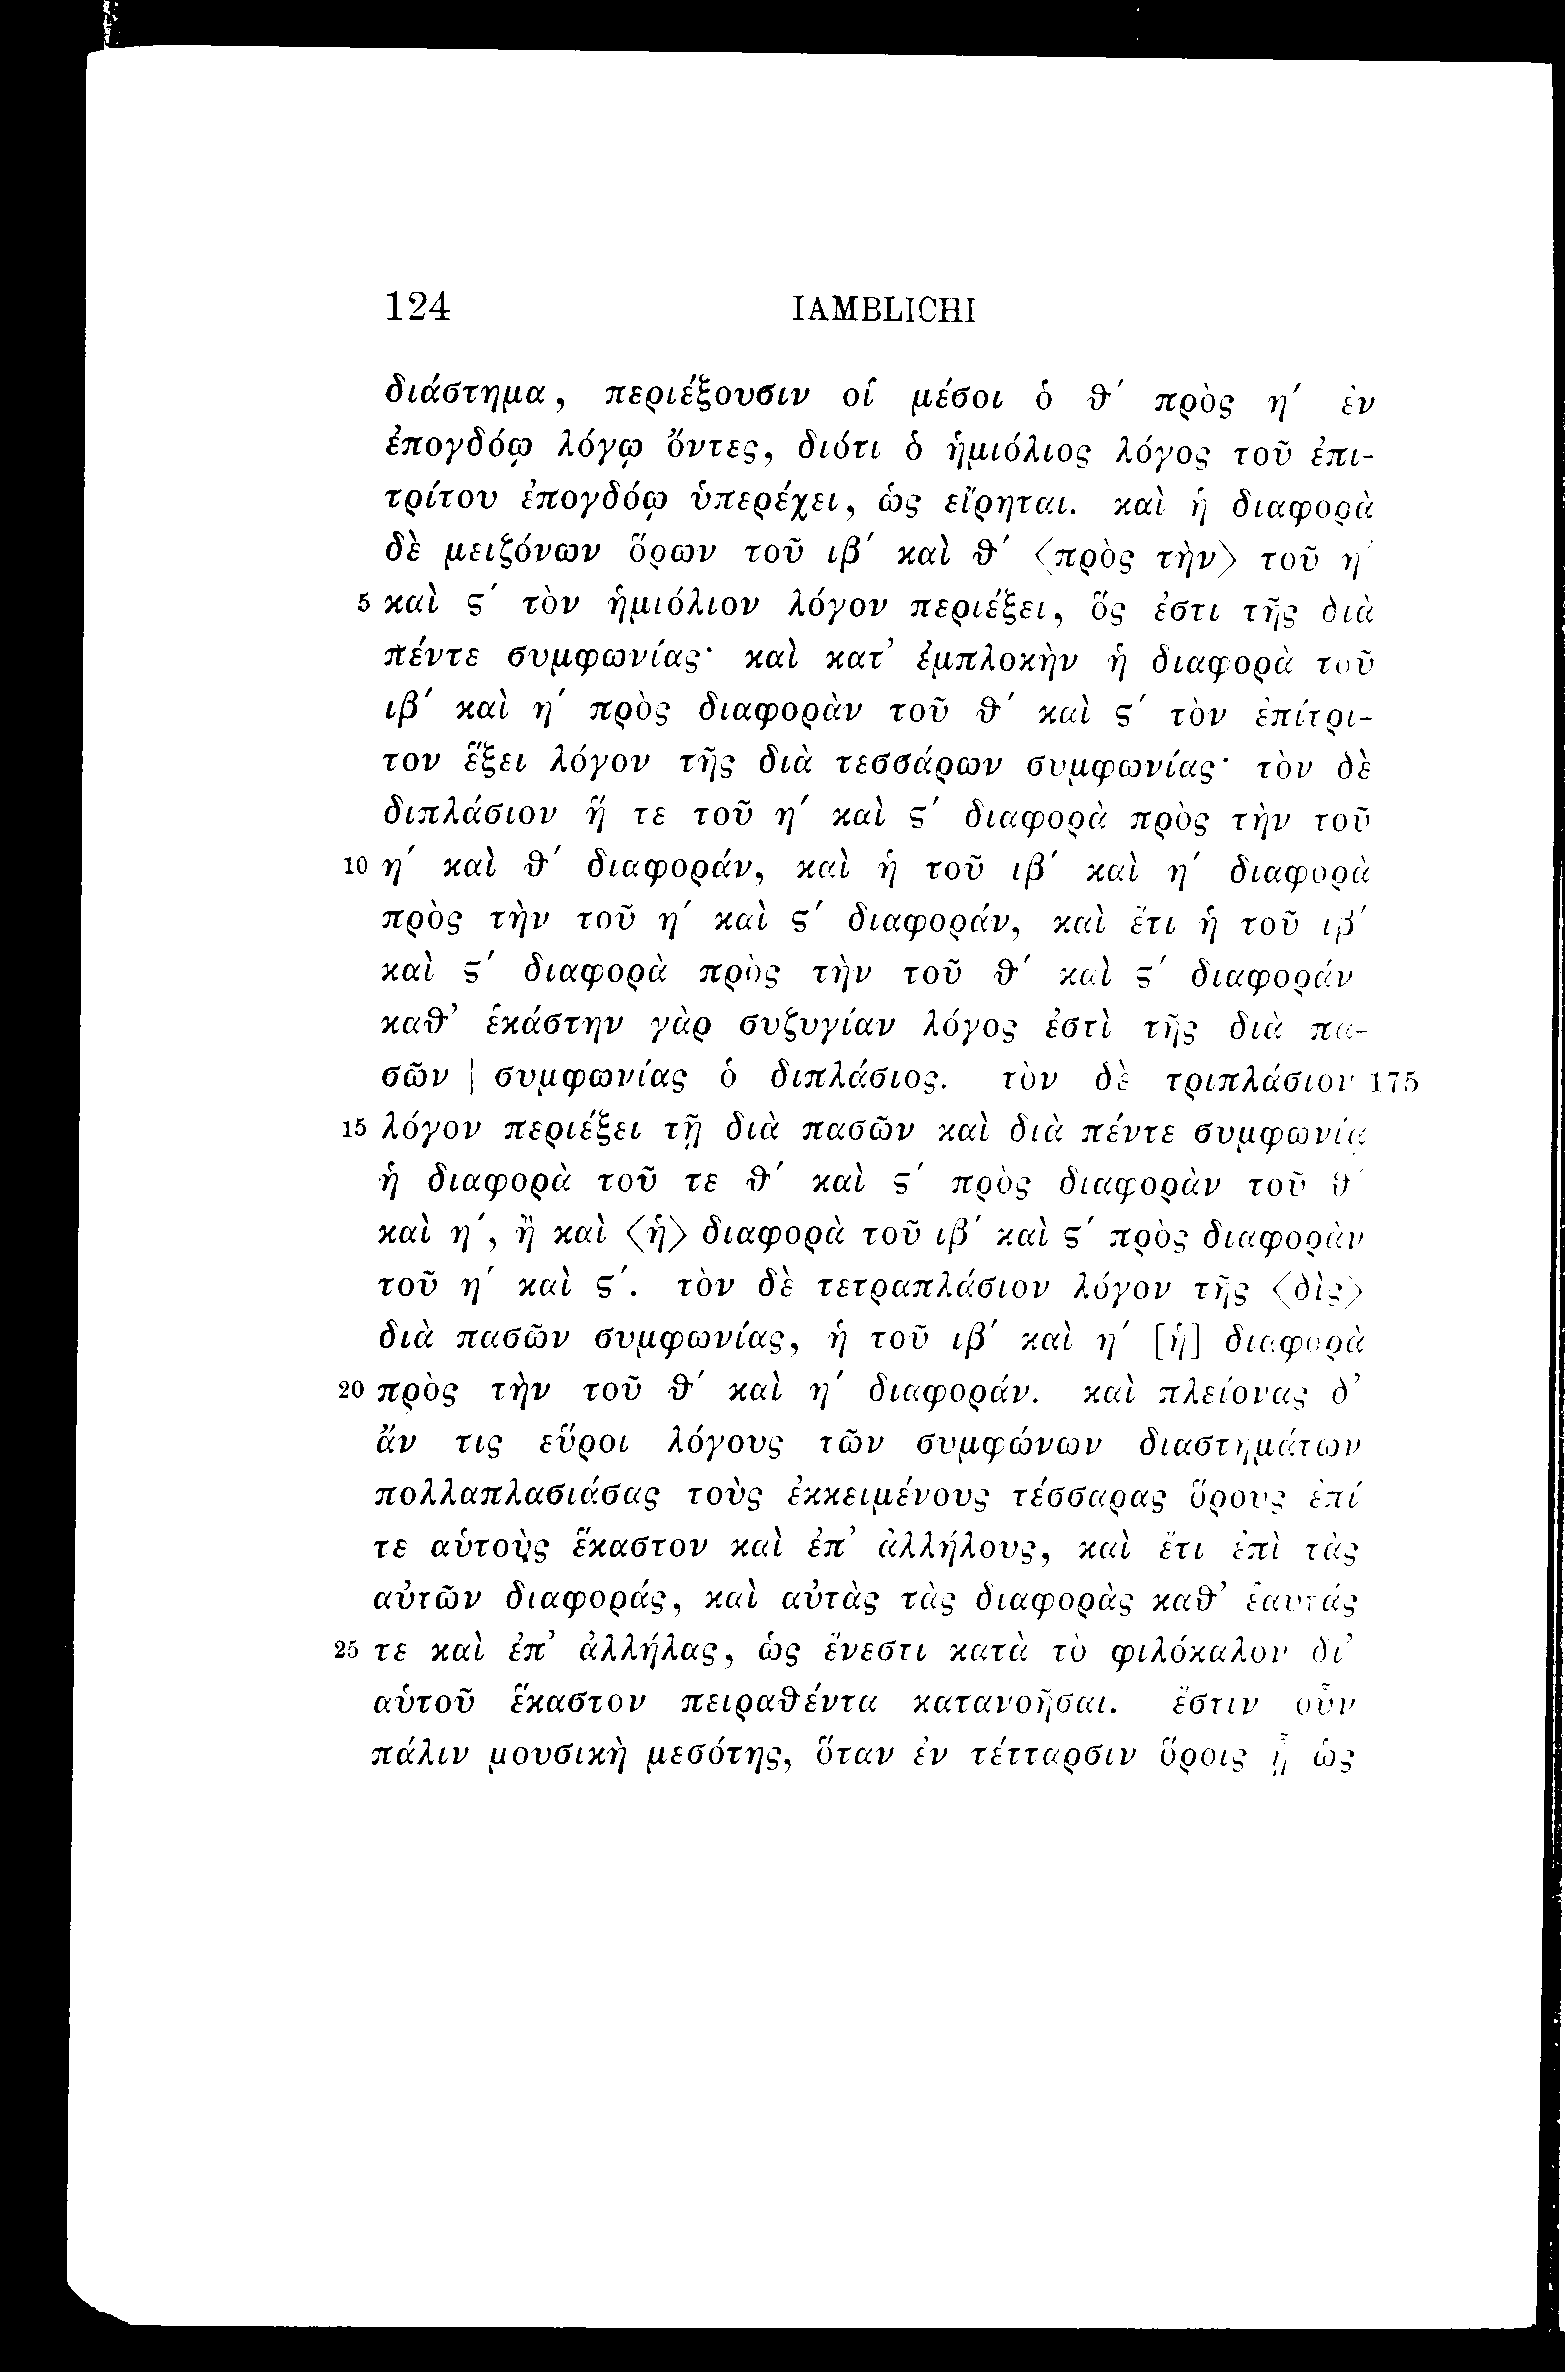 124 IAMBLICHI
διάστημα, περιέξουσιν οἱ μέσοι ὁ ϑ´ πρὸς η´ ἐν
ἐπογδόῳ λόγῳ ὄντες, διότι ὁ ἡμιόλιος λόγος τοῦ ἐπι-
τρίτου ἐπογδόῳ ὑπερέχει, ὡς εἴρηται. καὶ ἡ διαφορὰ
δὲ μειζόνων ὅρων τοῦ ιβ´ καὶ ϑ´ <πρὸς τὴν> τοῦ η´
5 καὶ ς´ τὸν ἡμιόλιον λόγον περιέξει, ὅς ἐστι τῆς διὰ
πέντε συμφωνίας· καὶ κατ᾽ ἐμπλοκὴν ἡ διαφορὰ τοῦ
ιβ´ καὶ η´ πρὸς διαφορὰν τοῦ ϑ´ καὶ ς´ τὸν ἐπίτρι-
τον ἕξει λόγον τῆς διὰ τεσσάρων συμφωνίας· τὸν δὲ
διπλάσιον ἥ τε τοῦ η´ καὶ ς´ διαφορὰ πρὸς τὴν τοῦ
10 η´ καὶ ϑ´ διαφοράν, καὶ ἡ τοῦ ιβ´ καὶ η´ διαφορὰ
πρὸς τὴν τοῦ η´ καὶ ς´ διαφοράν, καὶ ἔτι ἡ τοῦ ιβ´
καὶ ς´ διαφορὰ πρὸς τὴν τοῦ ϑ´ καὶ ς´ διαφοράν
καϑ᾽ ἑκάστην γὰρ συζυγίαν λόγος ἐστὶ τῆς διὰ πα-
σῶν | συμφωνίας ὁ διπλάσιος. τὸν δὲ τριπλάσιον 175
15 λόγον περιέξει τῇ διὰ πασῶν καὶ διὰ πέντε συμφωνίᾳ
ἡ διαφορὰ τοῦ τε ϑ´ καὶ ς´ πρὸς διαφορὰν τοῦ ϑ´
καὶ η´, ἢ καὶ <ἡ> διαφορὰ τοῦ ιβ´ καὶ ς´ πρὸς διαφορὰν
τοῦ η´ καὶ ς´. τὸν δὲ τετραπλάσιον λόγον τῆς <δὶς>
διὰ πασῶν συμφωνίας, ἡ τοῦ ιβ´ καὶ η´ [ἡ] διαφορὰ
20 πρὸς τὴν τοῦ ϑ´ καὶ η´ διαφοράν. καὶ πλείονας δ᾽
ἄν τις εὕροι λόγους τῶν συμφώνων διαστημάτων
πολλαπλασιάσας τοὺς ἐκκειμένους τέσσαρας ὅρους ἐπί
τε αὑτοὺς ἕκαστον καὶ ἐπ᾽ ἀλλήλους, καὶ ἔτι ἐπὶ τὰς
αὐτῶν διαφοράς, καὶ αὐτὰς τὰς διαφορὰς καϑ᾽ ἑαυτάς
25 τε καὶ ἐπ᾽ ἀλλήλας, ὡς ἔνεστι κατὰ τὸ φιλόκαλον δι᾽
αὑτοῦ ἕκαστον πειραϑέντα κατανοῆσαι. ἔστιν οὖν
πάλιν μουσικὴ μεσότης, ὅταν ἐν τέτταρσιν ὅροις ᾖ ὡς